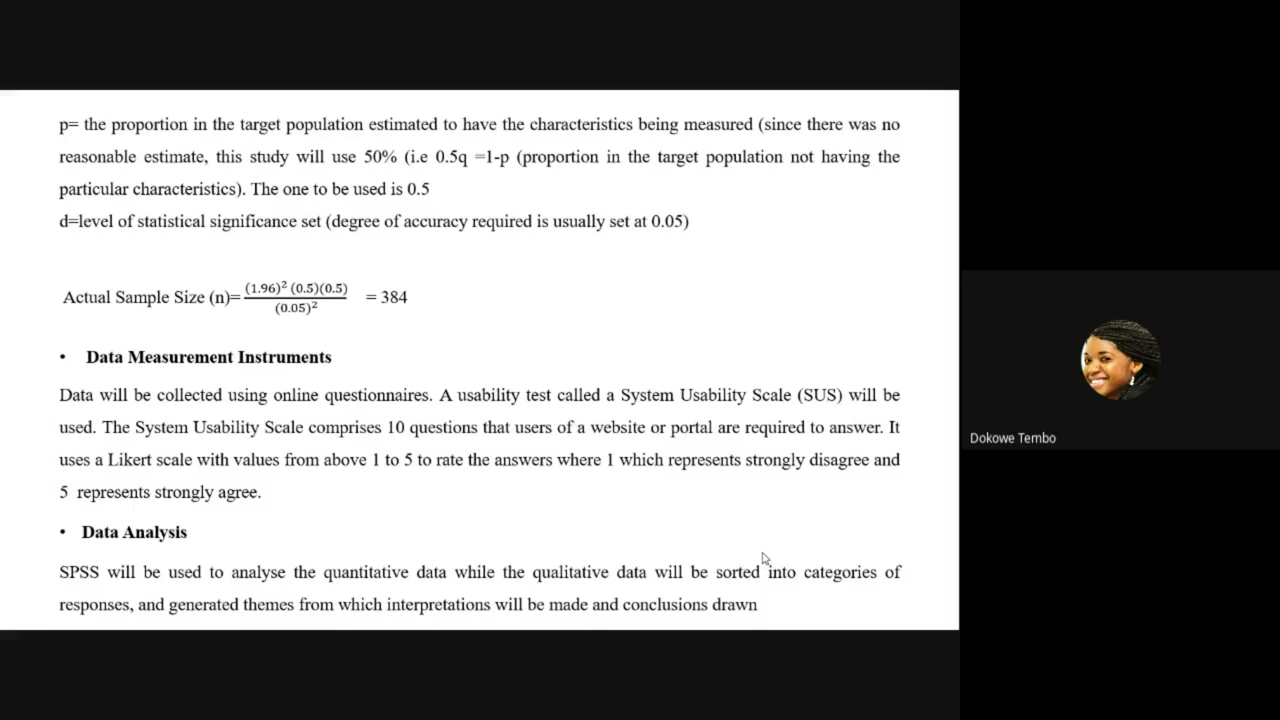 p= the proportion in the target population estimated to have the characteristics being measured (since there was no
reasonable estimate, this study will use 50% (i.e 0.5q =1-p (proportion in the target population not having the
particular characteristics). The one to be used is 0.5
d=level of statistical significance set (degree of accuracy required is usually set at 0.05)
Actual Sample Size (n)= (1.96)² (0.5)(0.5) / (0.05)² = 384
• Data Measurement Instruments
Data will be collected using online questionnaires. A usability test called a System Usability Scale (SUS) will be
used. The System Usability Scale comprises 10 questions that users of a website or portal are required to answer. It
uses a Likert scale with values from above 1 to 5 to rate the answers where 1 which represents strongly disagree and
5 represents strongly agree.
• Data Analysis
SPSS will be used to analyse the quantitative data while the qualitative data will be sorted into categories of
responses, and generated themes from which interpretations will be made and conclusions drawn
Dokowe Tembo